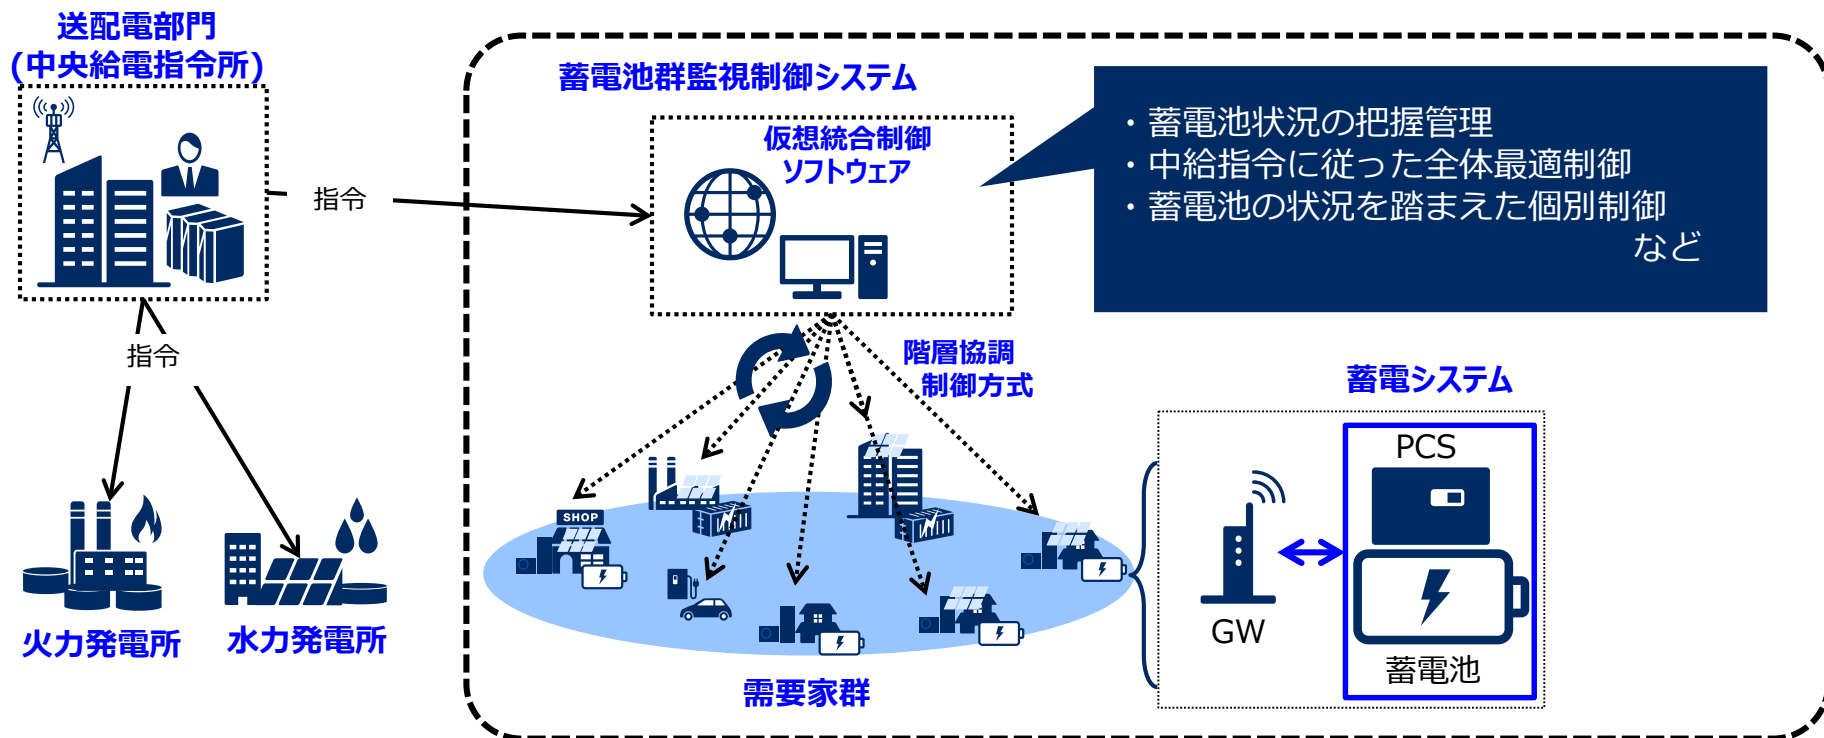 送配電部門
(中央給電指令所)
指令
指令
火力発電所
水力発電所
蓄電池群監視制御システム
仮想統合制御
ソフトウェア
・蓄電池状況の把握管理
・中給指令に従った全体最適制御
・蓄電池の状況を踏まえた個別制御
など
階層協調
制御方式
SHOP
需要家群
蓄電システム
PCS
GW
蓄電池